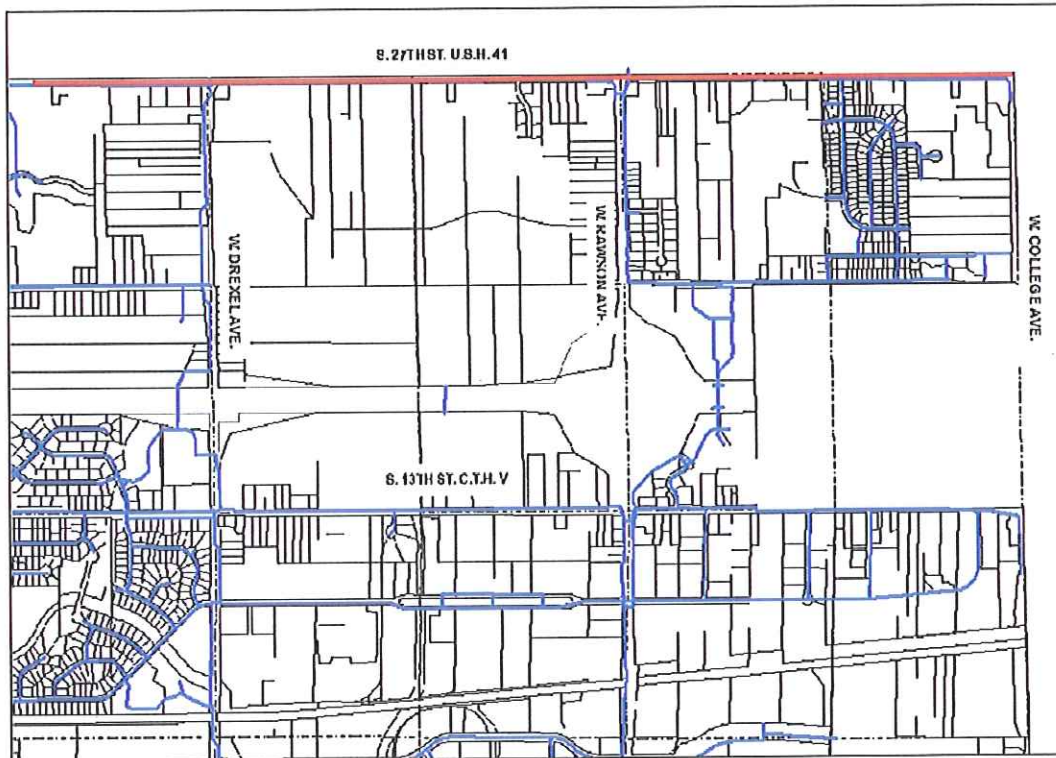 S. 27TH ST. U.S.H. 41
W. DREXEL AVE.
W. RAWSON AVE.
W. COLLEGE AVE.
S. 13TH ST. C.T.H. V